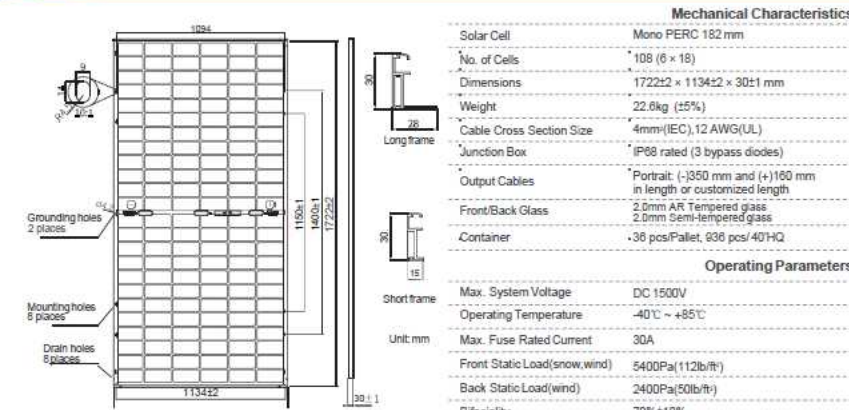 1094
9
14
30
28
Long frame
Grounding holes
2 places
1150±1
1400±1
1722±2
Mounting holes
8 places
Drain holes
8places
30
15
Short frame
Unit: mm
1134±2
30±1
Mechanical Characteristics
Solar Cell Mono PERC 182 mm
No. of Cells 108 (6 × 18)
Dimensions 1722±2 × 1134±2 × 30±1 mm
Weight 22.6kg (±5%)
Cable Cross Section Size 4mm²(IEC),12 AWG(UL)
Junction Box IP68 rated (3 bypass diodes)
Output Cables Portrait: (-)350 mm and (+)160 mm
in length or customized length
Front/Back Glass 2.0mm AR Tempered glass
2.0mm Semi-tempered glass
Container 36 pcs/Pallet, 936 pcs/ 40'HQ
Operating Parameters
Max. System Voltage DC 1500V
Operating Temperature -40℃ ~ +85℃
Max. Fuse Rated Current 30A
Front Static Load(snow,wind) 5400Pa(112lb/ft²)
Back Static Load(wind) 2400Pa(50lb/ft²)